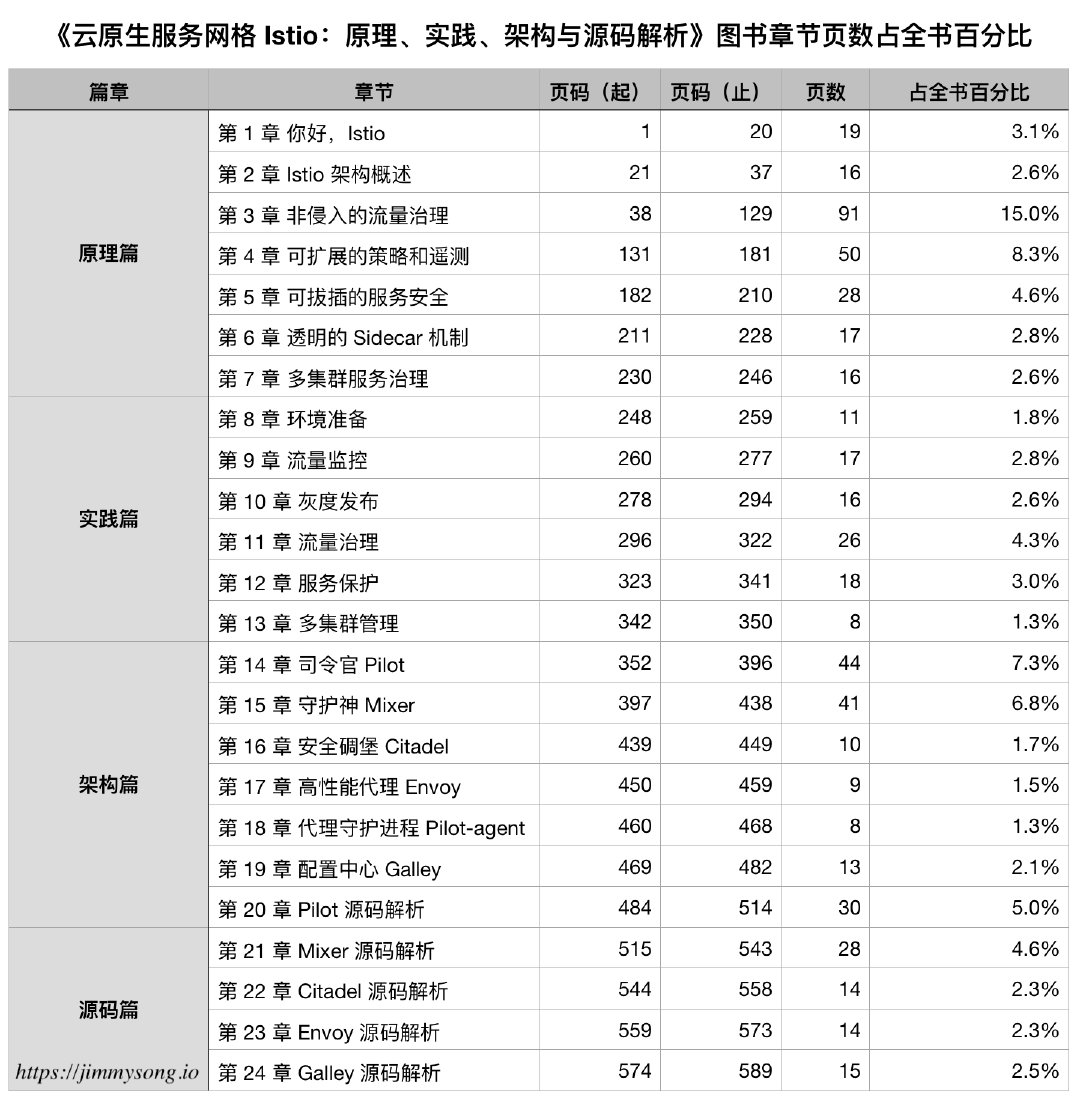 《云原生服务网格 Istio：原理、实践、架构与源码解析》图书章节页数占全书百分比
篇章 章节 页码（起） 页码（止） 页数 占全书百分比
原理篇
第 1 章 你好，Istio 1 20 19 3.1%
第 2 章 Istio 架构概述 21 37 16 2.6%
第 3 章 非侵入的流量治理 38 129 91 15.0%
第 4 章 可扩展的策略和遥测 131 181 50 8.3%
第 5 章 可拔插的服务安全 182 210 28 4.6%
第 6 章 透明的 Sidecar 机制 211 228 17 2.8%
第 7 章 多集群服务治理 230 246 16 2.6%
实践篇
第 8 章 环境准备 248 259 11 1.8%
第 9 章 流量监控 260 277 17 2.8%
第 10 章 灰度发布 278 294 16 2.6%
第 11 章 流量治理 296 322 26 4.3%
第 12 章 服务保护 323 341 18 3.0%
第 13 章 多集群管理 342 350 8 1.3%
架构篇
第 14 章 司令官 Pilot 352 396 44 7.3%
第 15 章 守护神 Mixer 397 438 41 6.8%
第 16 章 安全碉堡 Citadel 439 449 10 1.7%
第 17 章 高性能代理 Envoy 450 459 9 1.5%
第 18 章 代理守护进程 Pilot-agent 460 468 8 1.3%
第 19 章 配置中心 Galley 469 482 13 2.1%
第 20 章 Pilot 源码解析 484 514 30 5.0%
源码篇
第 21 章 Mixer 源码解析 515 543 28 4.6%
第 22 章 Citadel 源码解析 544 558 14 2.3%
第 23 章 Envoy 源码解析 559 573 14 2.3%
第 24 章 Galley 源码解析 574 589 15 2.5%
https://jimmysong.io